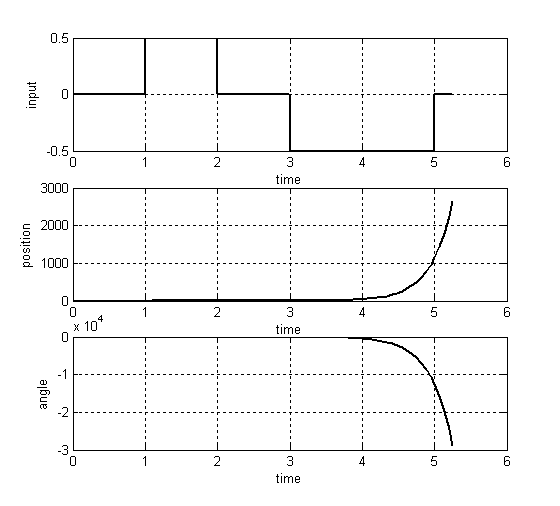 0.5
input
0
-0.5
0 1 2 3 4 5 6
time
3000
position
2000
1000
0
0 1 2 3 4 5 6
time
x 10^4
0
angle
-1
-2
-3
0 1 2 3 4 5 6
time